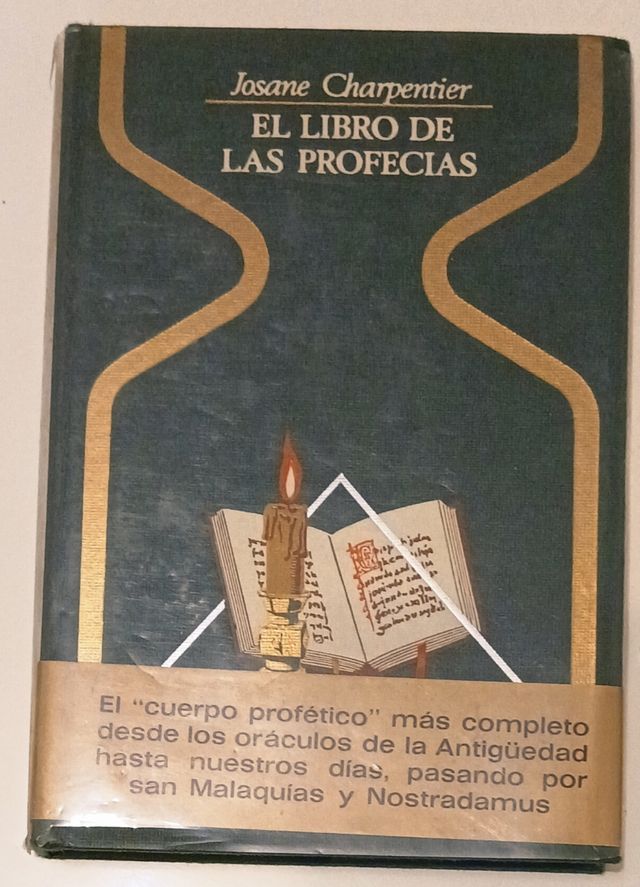 Josane Charpentier
EL LIBRO DE
LAS PROFECIAS
El "cuerpo profético" más completo
desde los oráculos de la Antigüedad
hasta nuestros días, pasando por
san Malaquías y Nostradamus